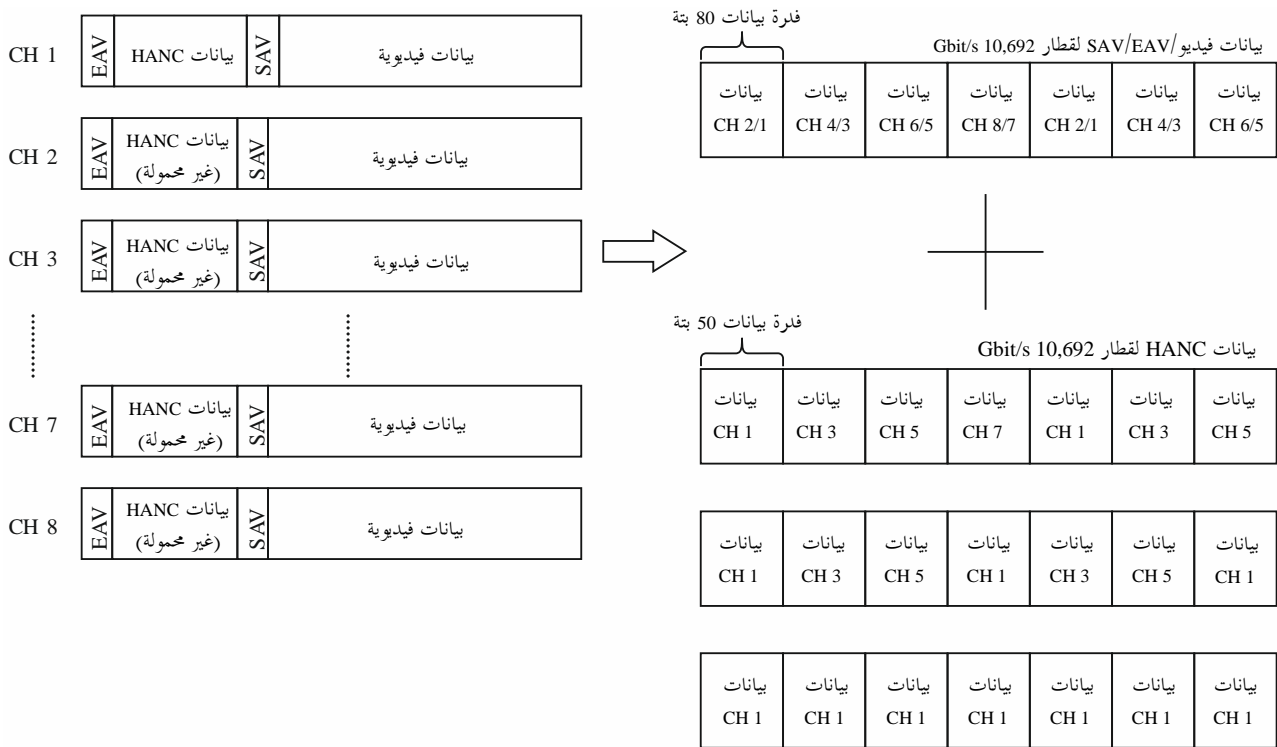 CH 1
EAV
بيانات HANC
SAV
بيانات فيديوية
CH 2
EAV
بيانات HANC
(غير محمولة)
SAV
بيانات فيديوية
CH 3
EAV
بيانات HANC
(غير محمولة)
SAV
بيانات فيديوية
CH 7
EAV
بيانات HANC
(غير محمولة)
SAV
بيانات فيديوية
CH 8
EAV
بيانات HANC
(غير محمولة)
SAV
بيانات فيديوية
فدرة بيانات 80 بتة
بيانات فيديو/SAV/EAV لقطار 10,692 Gbit/s
بيانات
CH 2/1
بيانات
CH 4/3
بيانات
CH 6/5
بيانات
CH 8/7
بيانات
CH 2/1
بيانات
CH 4/3
بيانات
CH 6/5
فدرة بيانات 50 بتة
بيانات HANC لقطار 10,692 Gbit/s
بيانات
CH 1
بيانات
CH 3
بيانات
CH 5
بيانات
CH 7
بيانات
CH 1
بيانات
CH 3
بيانات
CH 5
بيانات
CH 1
بيانات
CH 3
بيانات
CH 5
بيانات
CH 1
بيانات
CH 3
بيانات
CH 5
بيانات
CH 1
بيانات
CH 1
بيانات
CH 1
بيانات
CH 1
بيانات
CH 1
بيانات
CH 1
بيانات
CH 1
بيانات
CH 1